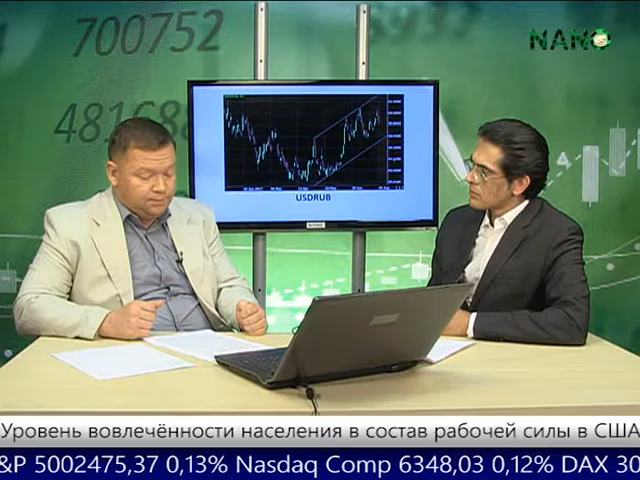 700752
NANO
481688
USDRUB
Уровень вовлечённости населения в состав рабочей силы в США
&P 5002475,37 0,13% Nasdaq Comp 6348,03 0,12% DAX 30